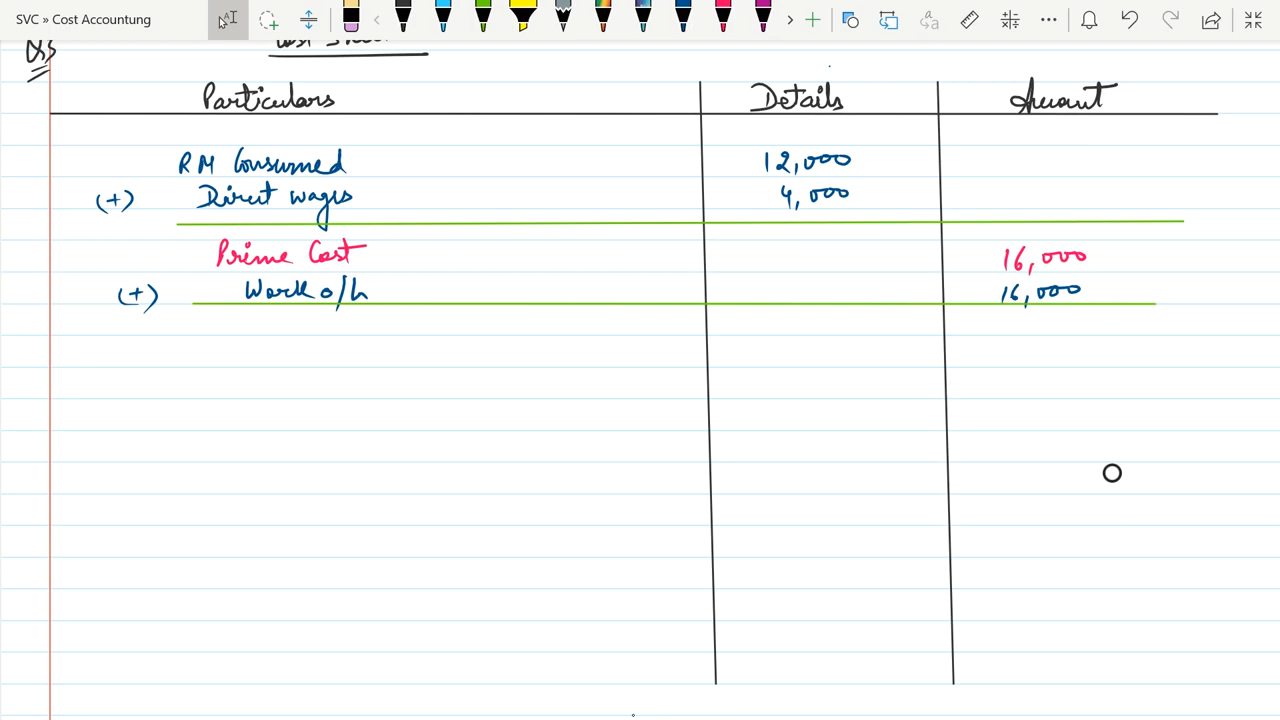 SVC » Cost Accountung
Particulars Details Amount
RM Consumed 12,000
(+) Direct wages 4,000
Prime Cost 16,000
(+) Work o/h 16,000